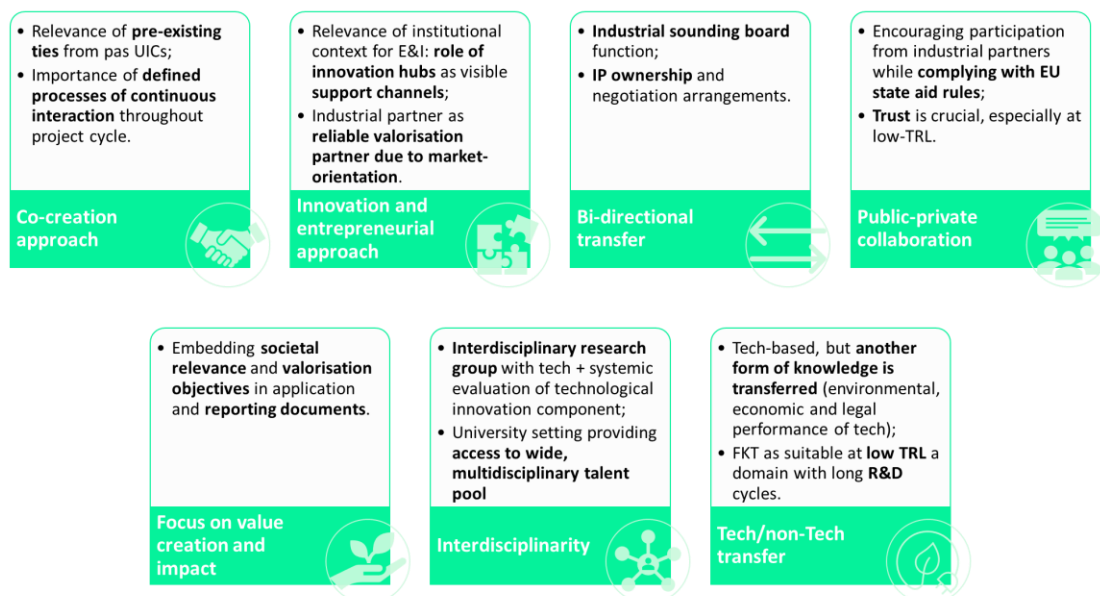 • Relevance of pre-existing
ties from pas UICs;
• Importance of defined
processes of continuous
interaction throughout
project cycle.
Co-creation
approach
• Relevance of institutional
context for E&I: role of
innovation hubs as visible
support channels;
• Industrial partner as
reliable valorisation
partner due to market-
orientation.
Innovation and
entrepreneurial
approach
• Industrial sounding board
function;
• IP ownership and
negotiation arrangements.
Bi-directional
transfer
• Encouraging participation
from industrial partners
while complying with EU
state aid rules;
• Trust is crucial, especially at
low-TRL.
Public-private
collaboration
• Embedding societal
relevance and valorisation
objectives in application
and reporting documents.
Focus on value
creation and
impact
• Interdisciplinary research
group with tech + systemic
evaluation of technological
innovation component;
• University setting providing
access to wide,
multidisciplinary talent
pool
Interdisciplinarity
• Tech-based, but another
form of knowledge is
transferred (environmental,
economic and legal
performance of tech);
• FKT as suitable at low TRL a
domain with long R&D
cycles.
Tech/non-Tech
transfer